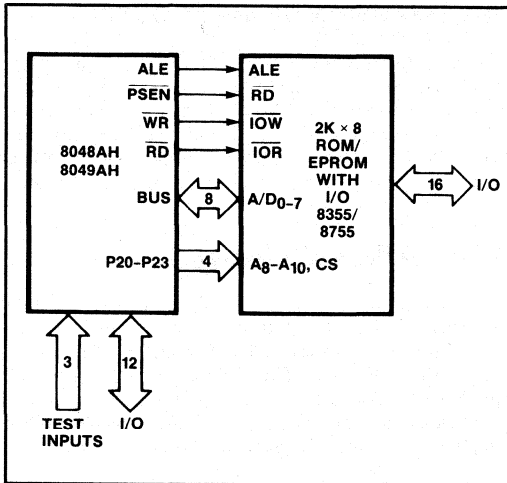 ALE
ALE
PSEN
RD
WR
IOW
RD
IOR
8048AH
8049AH
2K × 8
ROM/
EPROM
WITH
I/O
8355/
8755
BUS
8
A/D0–7
16
I/O
P20–P23
4
A8–A10, CS
3
12
TEST
INPUTS
I/O